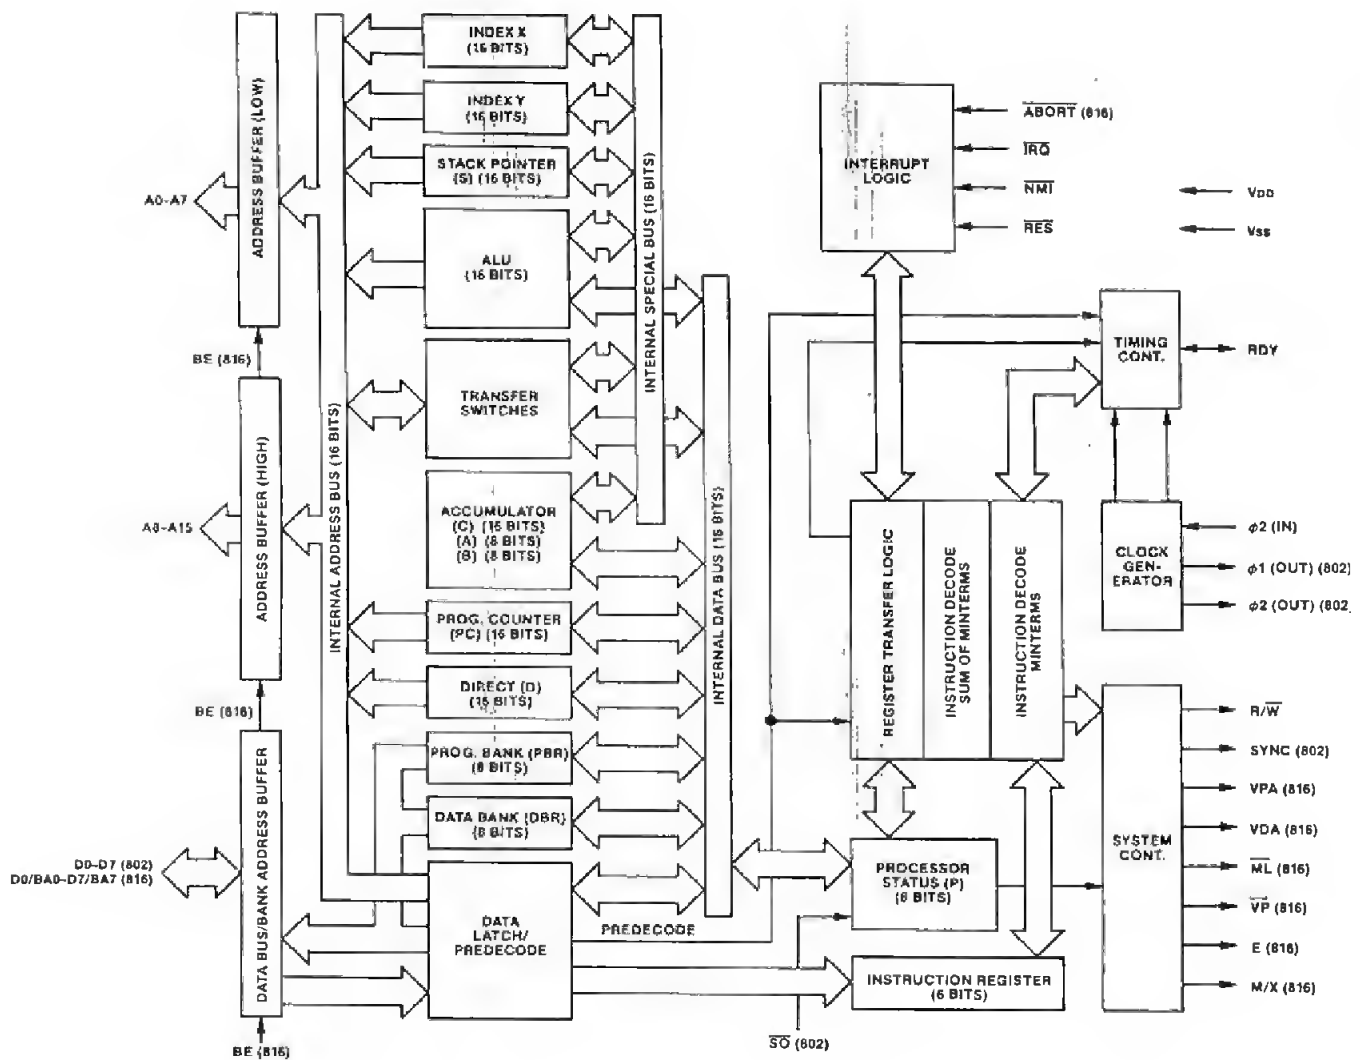 INDEX X
(16 BITS)
INDEX Y
(16 BITS)
STACK POINTER
(S) (16 BITS)
ALU
(16 BITS)
TRANSFER
SWITCHES
ACCUMULATOR
(C) (16 BITS)
(A) (8 BITS)
(B) (8 BITS)
PROG. COUNTER
(PC) (16 BITS)
DIRECT (D)
(16 BITS)
PROG. BANK (PBR)
(8 BITS)
DATA BANK (DBR)
(8 BITS)
DATA
LATCH/
PREDECODE
PREDECODE
ADDRESS BUFFER (LOW)
A0-A7
BE (816)
ADDRESS BUFFER (HIGH)
A8-A15
BE (816)
DATA BUS/BANK ADDRESS BUFFER
D0-D7 (802)
D0/BA0-D7/BA7 (816)
BE (816)
INTERNAL ADDRESS BUS (16 BITS)
INTERNAL SPECIAL BUS (16 BITS)
INTERNAL DATA BUS (16 BITS)
INTERRUPT
LOGIC
ABORT (816)
IRQ
NMI
RES
VDD
VSS
TIMING
CONT.
RDY
CLOCK
GEN-
ERATOR
ϕ2 (IN)
ϕ1 (OUT) (802)
ϕ2 (OUT) (802)
REGISTER TRANSFER LOGIC
INSTRUCTION DECODE
SUM OF MINTERMS
INSTRUCTION DECODE
MINTERMS
PROCESSOR
STATUS (P)
(8 BITS)
INSTRUCTION REGISTER
(8 BITS)
SO (802)
SYSTEM
CONT.
R/W
SYNC (802)
VPA (816)
VDA (816)
ML (816)
VP (816)
E (816)
M/X (816)